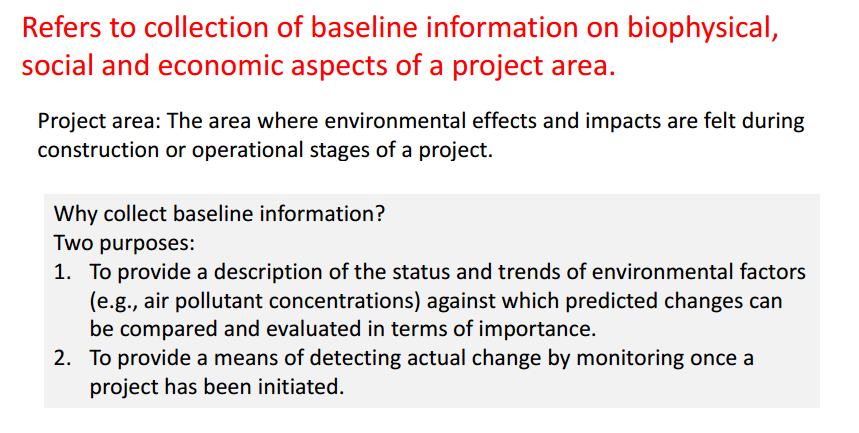 Refers to collection of baseline information on biophysical,
social and economic aspects of a project area.
Project area: The area where environmental effects and impacts are felt during
construction or operational stages of a project.
Why collect baseline information?
Two purposes:
1. To provide a description of the status and trends of environmental factors
(e.g., air pollutant concentrations) against which predicted changes can
be compared and evaluated in terms of importance.
2. To provide a means of detecting actual change by monitoring once a
project has been initiated.